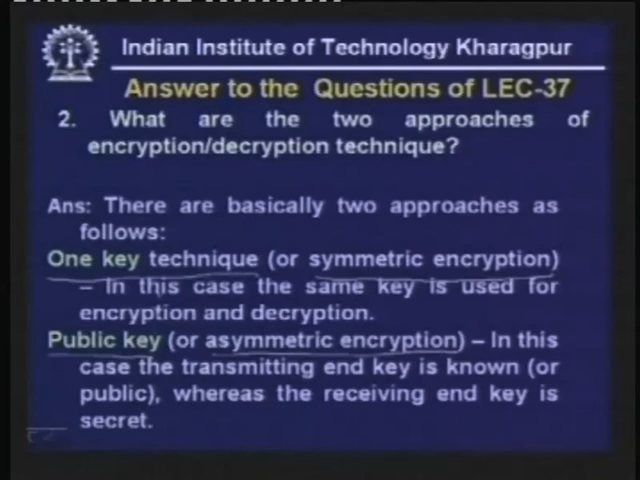 Indian Institute of Technology Kharagpur
Answer to the Questions of LEC-37
2. What are the two approaches of
encryption/decryption technique?
Ans: There are basically two approaches as
follows:
One key technique (or symmetric encryption)
– In this case the same key is used for
encryption and decryption.
Public key (or asymmetric encryption) – In this
case the transmitting end key is known (or
public), whereas the receiving end key is
secret.